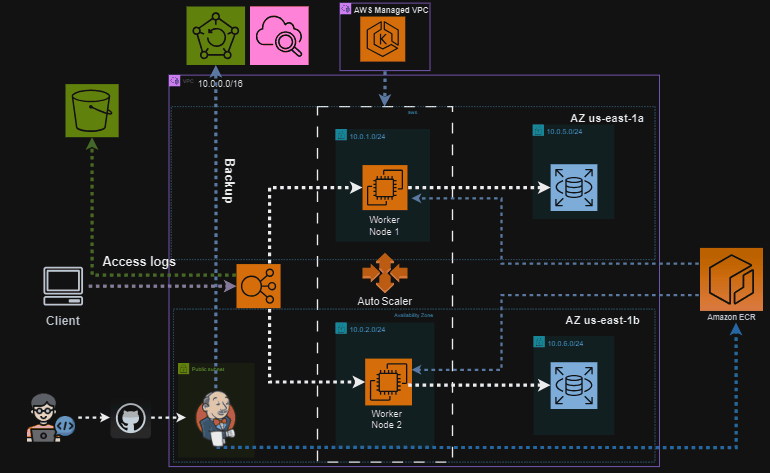 AWS Managed VPC
VPC
10.0.0.0/16
AZ us-east-1a
10.0.1.0/24
10.0.5.0/24
Backup
Worker
Node 1
Access logs
Auto Scaler
Client
Amazon ECR
Availability Zone
AZ us-east-1b
10.0.2.0/24
10.0.6.0/24
Public subnet
Worker
Node 2